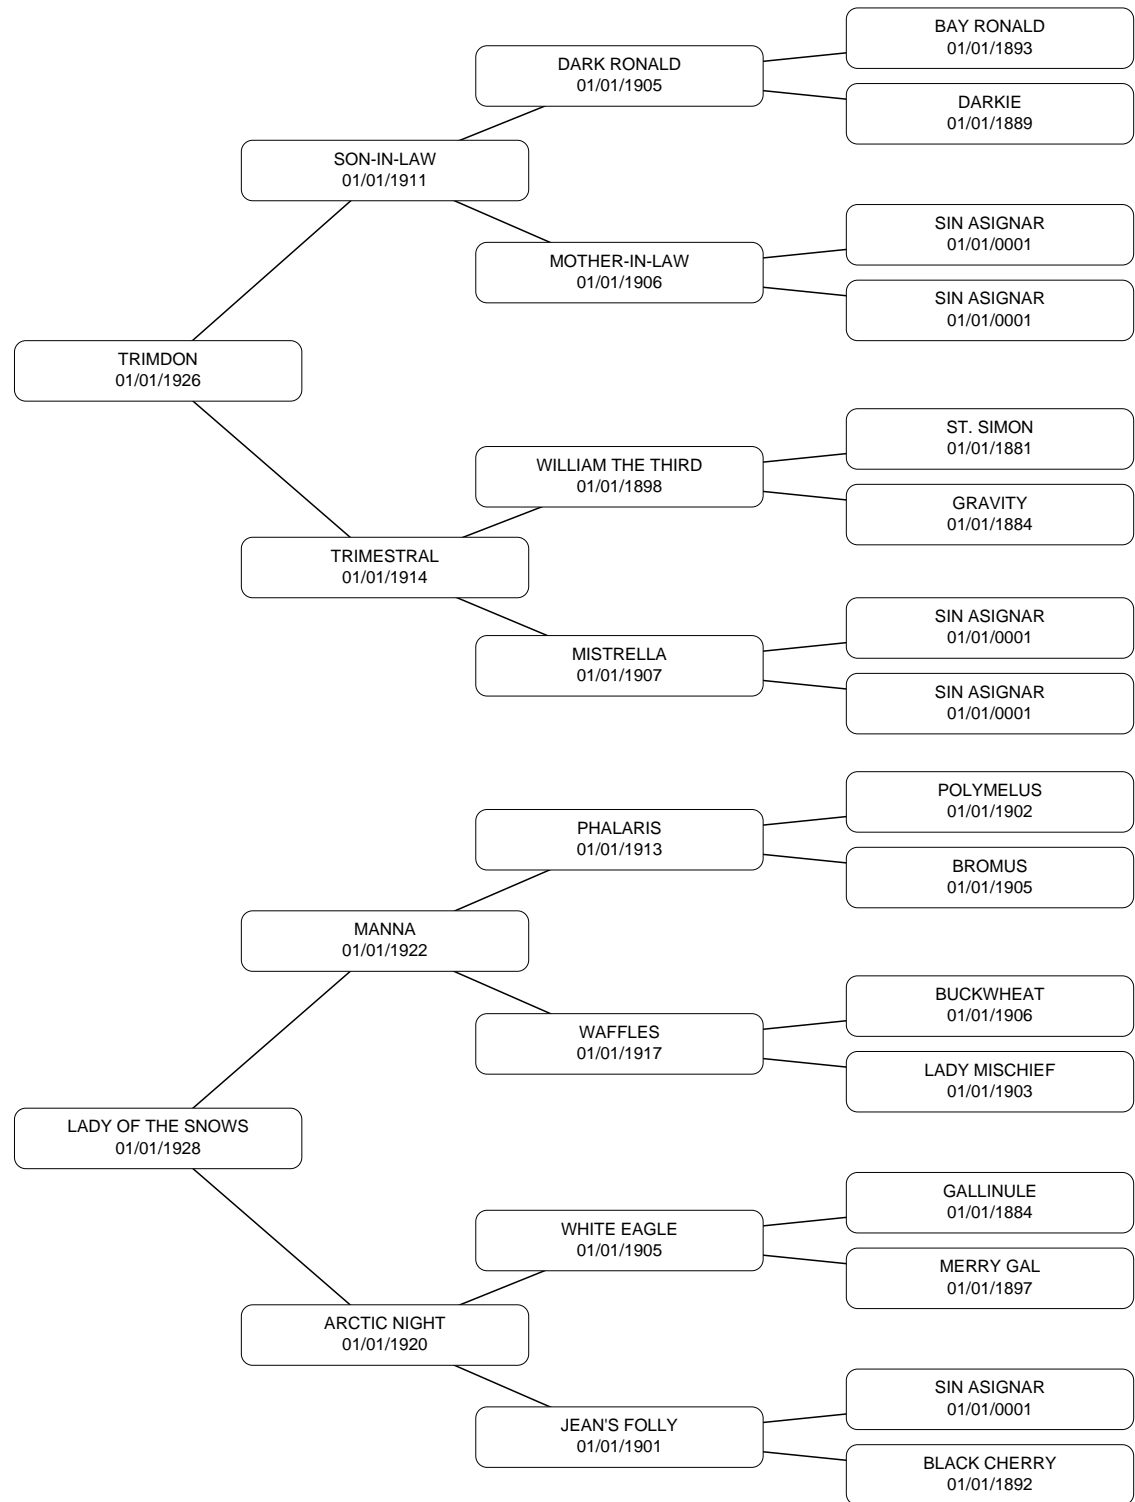 BAY RONALD
01/01/1893
DARK RONALD
01/01/1905
DARKIE
01/01/1889
SON-IN-LAW
01/01/1911
SIN ASIGNAR
01/01/0001
MOTHER-IN-LAW
01/01/1906
SIN ASIGNAR
01/01/0001
TRIMDON
01/01/1926
ST. SIMON
01/01/1881
WILLIAM THE THIRD
01/01/1898
GRAVITY
01/01/1884
TRIMESTRAL
01/01/1914
SIN ASIGNAR
01/01/0001
MISTRELLA
01/01/1907
SIN ASIGNAR
01/01/0001
POLYMELUS
01/01/1902
PHALARIS
01/01/1913
BROMUS
01/01/1905
MANNA
01/01/1922
BUCKWHEAT
01/01/1906
WAFFLES
01/01/1917
LADY MISCHIEF
01/01/1903
LADY OF THE SNOWS
01/01/1928
GALLINULE
01/01/1884
WHITE EAGLE
01/01/1905
MERRY GAL
01/01/1897
ARCTIC NIGHT
01/01/1920
SIN ASIGNAR
01/01/0001
JEAN'S FOLLY
01/01/1901
BLACK CHERRY
01/01/1892